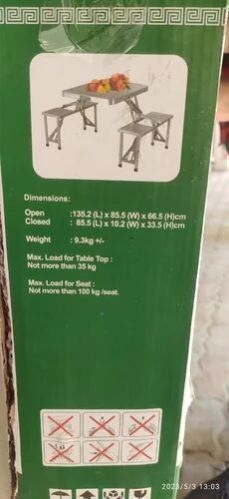 Dimensions:
Open :135.2 (L) x 85.5 (W) x 66.5 (H)cm
Closed : 85.5 (L) x 10.2 (W) x 33.5 (H)cm
Weight : 9.3kg +/-
Max. Load for Table Top :
Not more than 35 kg
Max. Load for Seat :
Not more than 100 kg /seat.
2023/5/3 13:03